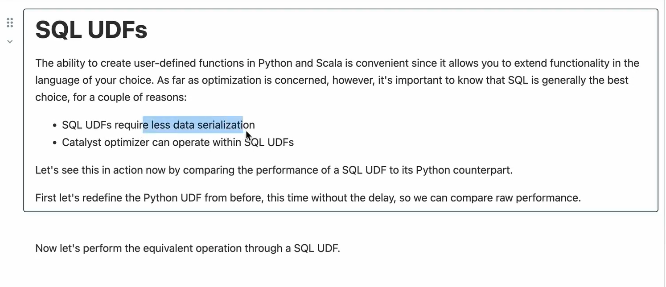 SQL UDFs
The ability to create user-defined functions in Python and Scala is convenient since it allows you to extend functionality in the
language of your choice. As far as optimization is concerned, however, it's important to know that SQL is generally the best
choice, for a couple of reasons:
• SQL UDFs require less data serialization
• Catalyst optimizer can operate within SQL UDFs
Let's see this in action now by comparing the performance of a SQL UDF to its Python counterpart.
First let's redefine the Python UDF from before, this time without the delay, so we can compare raw performance.
Now let's perform the equivalent operation through a SQL UDF.